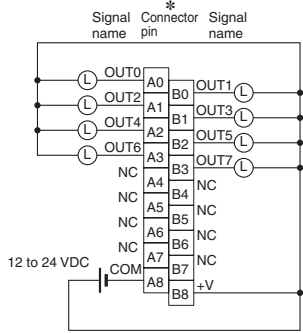 *
Signal Connector Signal
name pin name
L OUT0 A0
B0 OUT1 L
L OUT2 A1
B1 OUT3 L
L OUT4 A2
B2 OUT5 L
L OUT6 A3
B3 OUT7 L
NC A4
B4 NC
NC A5
B5 NC
NC A6
B6 NC
NC A7
B7 NC
12 to 24 VDC COM A8
B8 +V